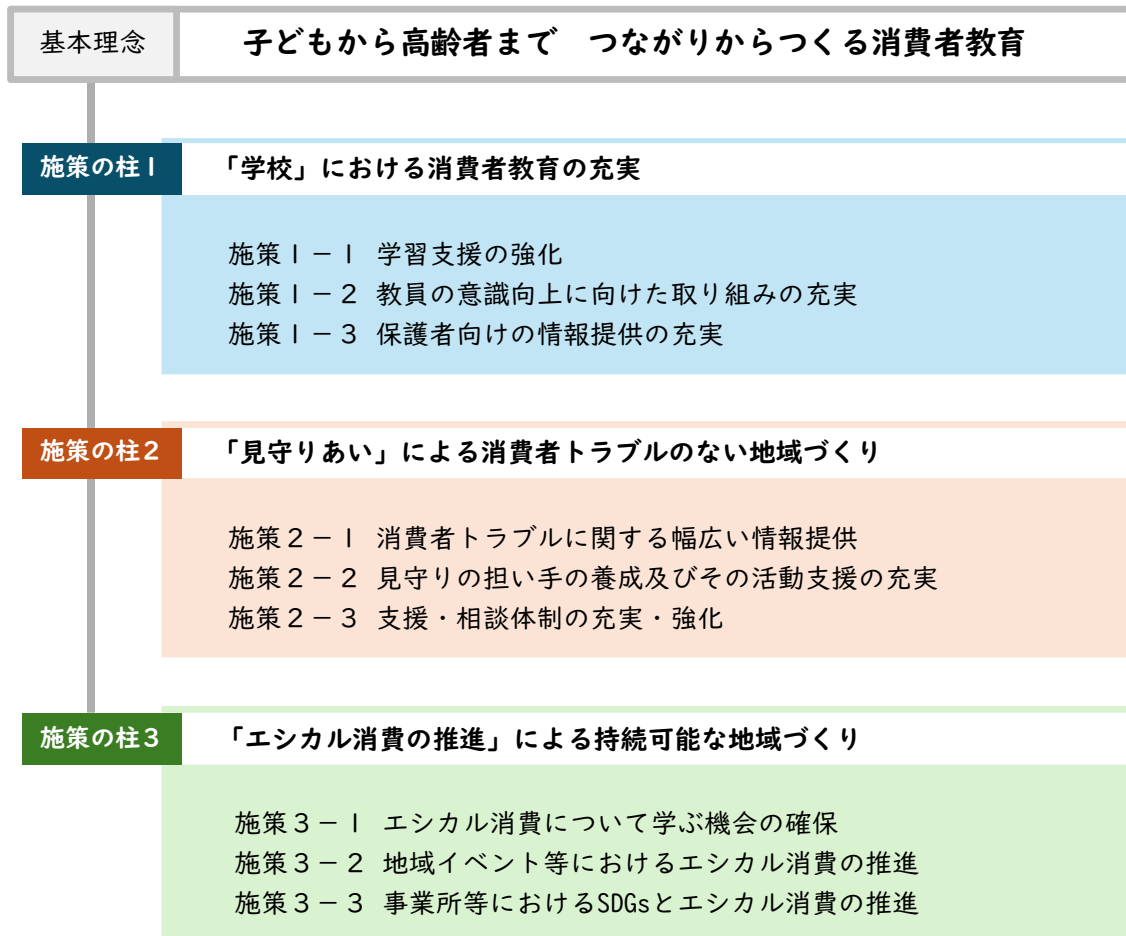 基本理念　子どもから高齢者まで　つながりからつくる消費者教育
施策の柱1　「学校」における消費者教育の充実
施策1－1 学習支援の強化
施策1－2 教員の意識向上に向けた取り組みの充実
施策1－3 保護者向けの情報提供の充実
施策の柱2　「見守りあい」による消費者トラブルのない地域づくり
施策2－1 消費者トラブルに関する幅広い情報提供
施策2－2 見守りの担い手の養成及びその活動支援の充実
施策2－3 支援・相談体制の充実・強化
施策の柱3　「エシカル消費の推進」による持続可能な地域づくり
施策3－1 エシカル消費について学ぶ機会の確保
施策3－2 地域イベント等におけるエシカル消費の推進
施策3－3 事業所等におけるSDGsとエシカル消費の推進